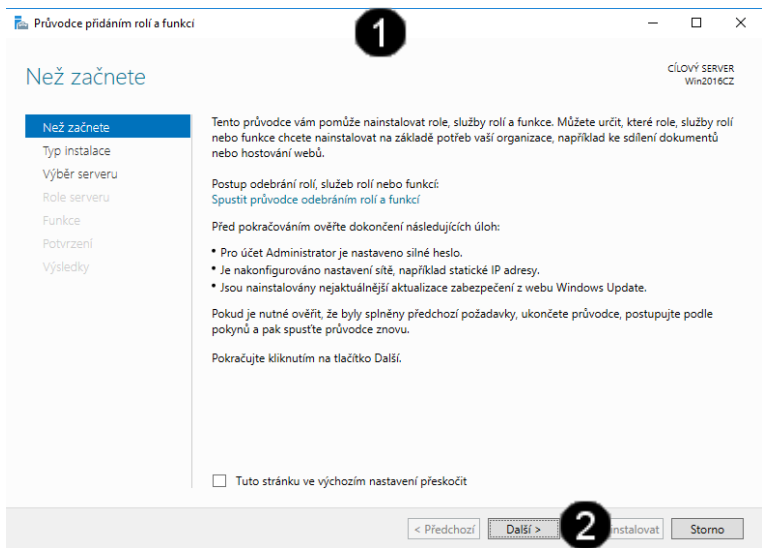 Průvodce přidáním rolí a funkcí
1
Než začnete
CÍLOVÝ SERVER
Win2016CZ
Než začnete
Typ instalace
Výběr serveru
Role serveru
Funkce
Potvrzení
Výsledky
Tento průvodce vám pomůže nainstalovat role, služby rolí a funkce. Můžete určit, které role, služby rolí
nebo funkce chcete nainstalovat na základě potřeb vaší organizace, například ke sdílení dokumentů
nebo hostování webů.
Postup odebrání rolí, služeb rolí nebo funkcí:
Spustit průvodce odebráním rolí a funkcí
Před pokračováním ověřte dokončení následujících úloh:
• Pro účet Administrator je nastaveno silné heslo.
• Je nakonfigurováno nastavení sítě, například statické IP adresy.
• Jsou nainstalovány nejaktuálnější aktualizace zabezpečení z webu Windows Update.
Pokud je nutné ověřit, že byly splněny předchozí požadavky, ukončete průvodce, postupujte podle
pokynů a pak spusťte průvodce znovu.
Pokračujte kliknutím na tlačítko Další.
Tuto stránku ve výchozím nastavení přeskočit
< Předchozí
Další >
2
Storno